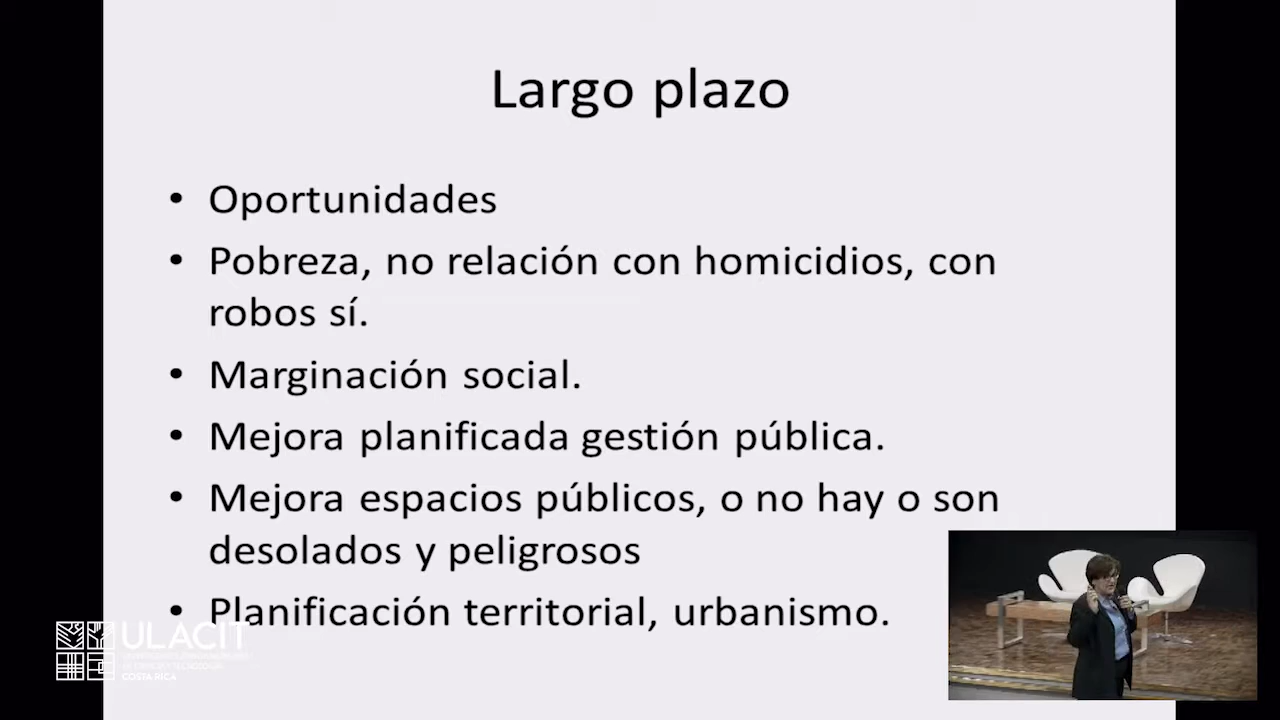 Largo plazo
• Oportunidades
• Pobreza, no relación con homicidios, con
robos sí.
• Marginación social.
• Mejora planificada gestión pública.
• Mejora espacios públicos, o no hay o son
desolados y peligrosos
• Planificación territorial, urbanismo.
ULACIT
COSTA RICA